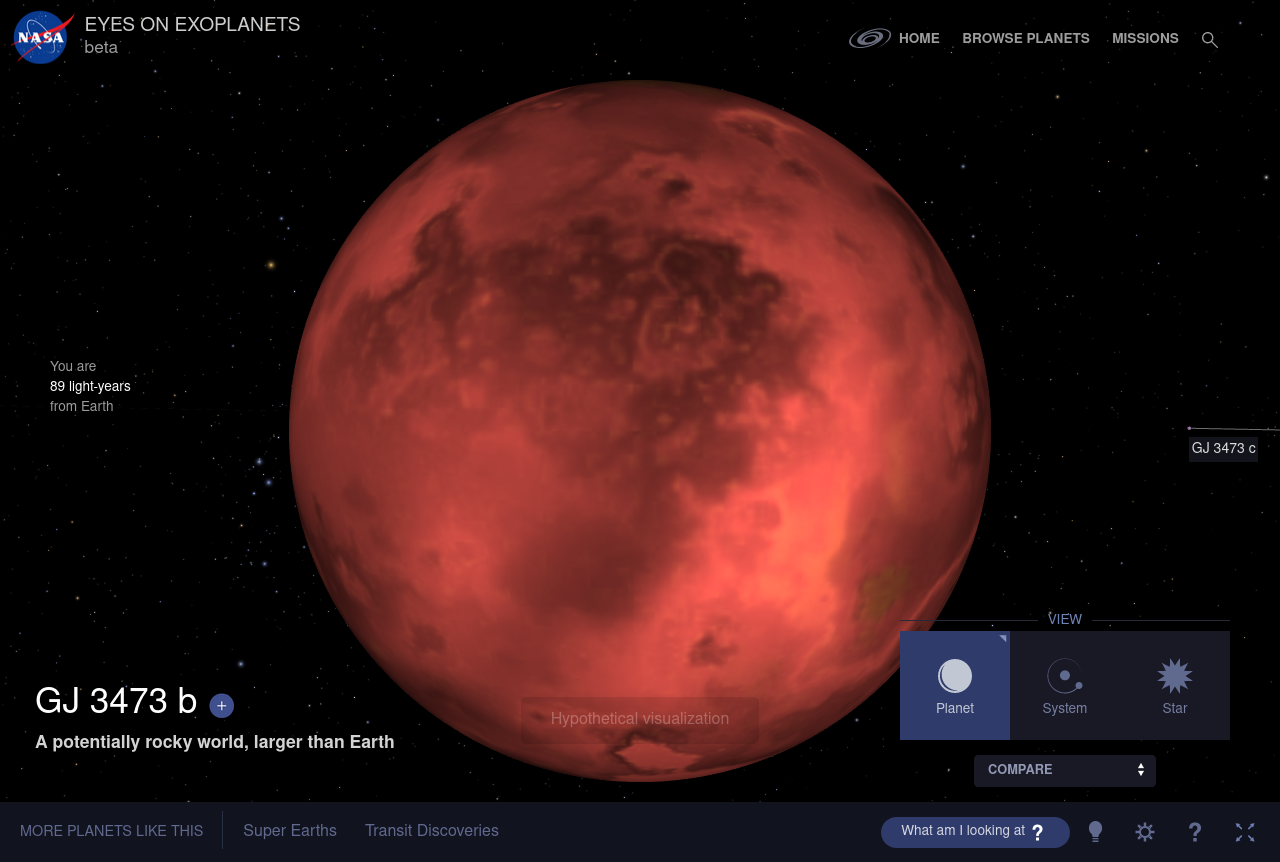 NASA
EYES ON EXOPLANETS
beta
HOME
BROWSE PLANETS
MISSIONS
You are
89 light-years
from Earth
GJ 3473 c
VIEW
Planet
System
Star
GJ 3473 b +
A potentially rocky world, larger than Earth
Hypothetical visualization
COMPARE
MORE PLANETS LIKE THIS
Super Earths
Transit Discoveries
What am I looking at ?
?